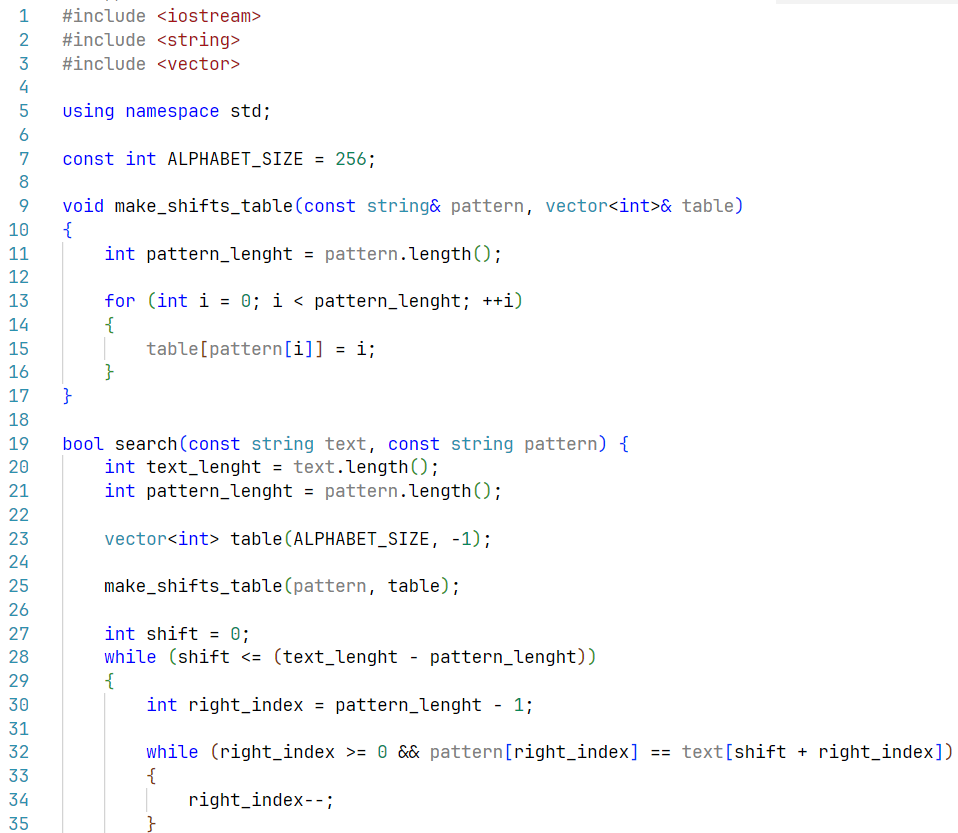 1 #include <iostream>
2 #include <string>
3 #include <vector>
4
5 using namespace std;
6
7 const int ALPHABET_SIZE = 256;
8
9 void make_shifts_table(const string& pattern, vector<int>& table)
10 {
11     int pattern_lenght = pattern.length();
12
13     for (int i = 0; i < pattern_lenght; ++i)
14     {
15         table[pattern[i]] = i;
16     }
17 }
18
19 bool search(const string text, const string pattern) {
20     int text_lenght = text.length();
21     int pattern_lenght = pattern.length();
22
23     vector<int> table(ALPHABET_SIZE, -1);
24
25     make_shifts_table(pattern, table);
26
27     int shift = 0;
28     while (shift <= (text_lenght - pattern_lenght))
29     {
30         int right_index = pattern_lenght - 1;
31
32         while (right_index >= 0 && pattern[right_index] == text[shift + right_index])
33         {
34             right_index--;
35         }